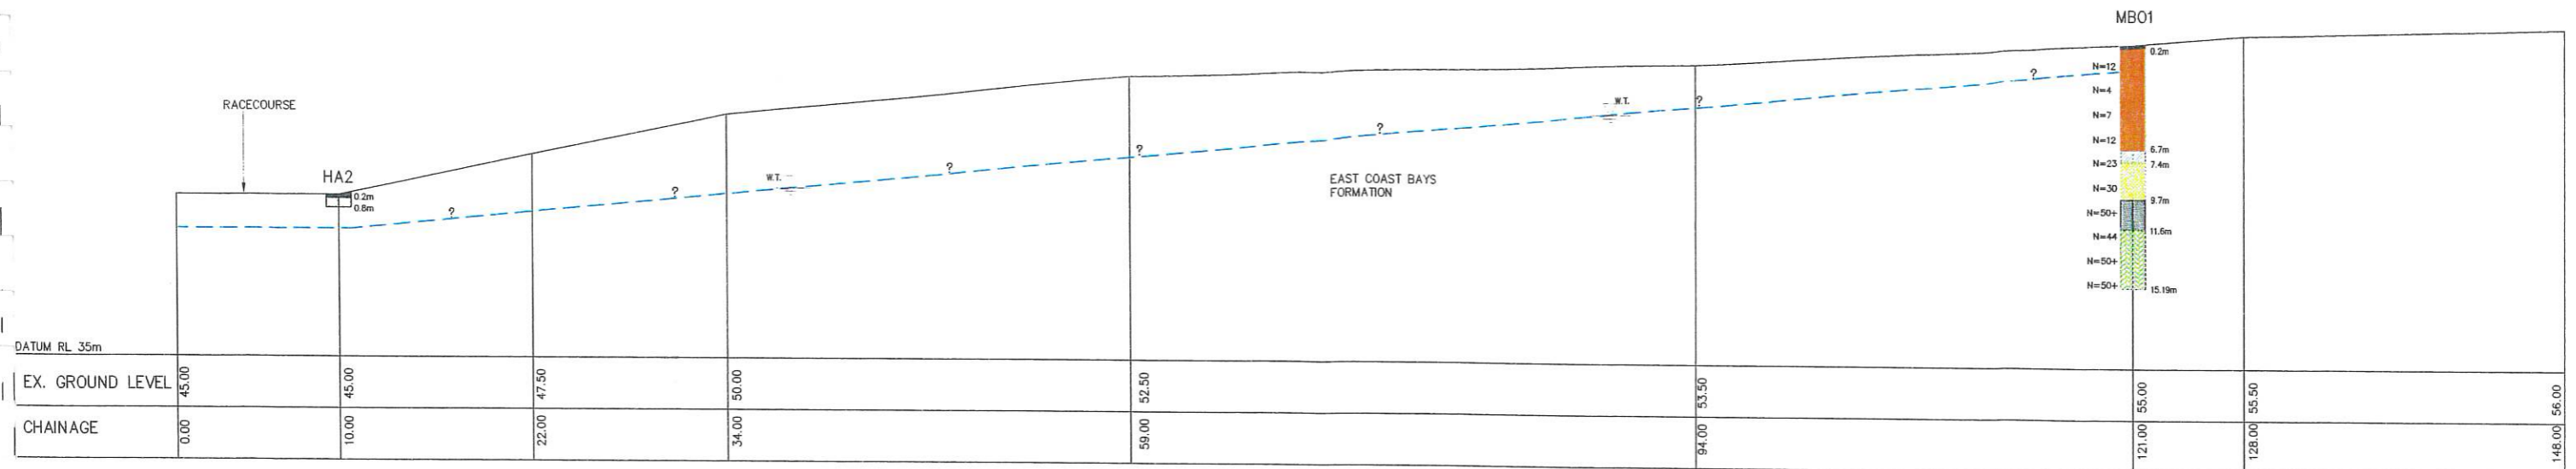 MB01
0.2m
N=12
?
N=4
W.T.
?
N=7
RACECOURSE
?
N=12
6.7m
?
N=23
7.4m
?
HA2
W.T.
EAST COAST BAYS
FORMATION
N=30
?
0.2m
0.8m
9.7m
?
N=50+
11.6m
N=44
N=50+
N=50+
15.19m
DATUM RL 35m
EX. GROUND LEVEL 45.00 45.00 47.50 50.00 52.50 53.50 55.00 55.50 56.00
CHAINAGE 0.00 10.00 22.00 34.00 59.00 94.00 121.00 128.00 148.00